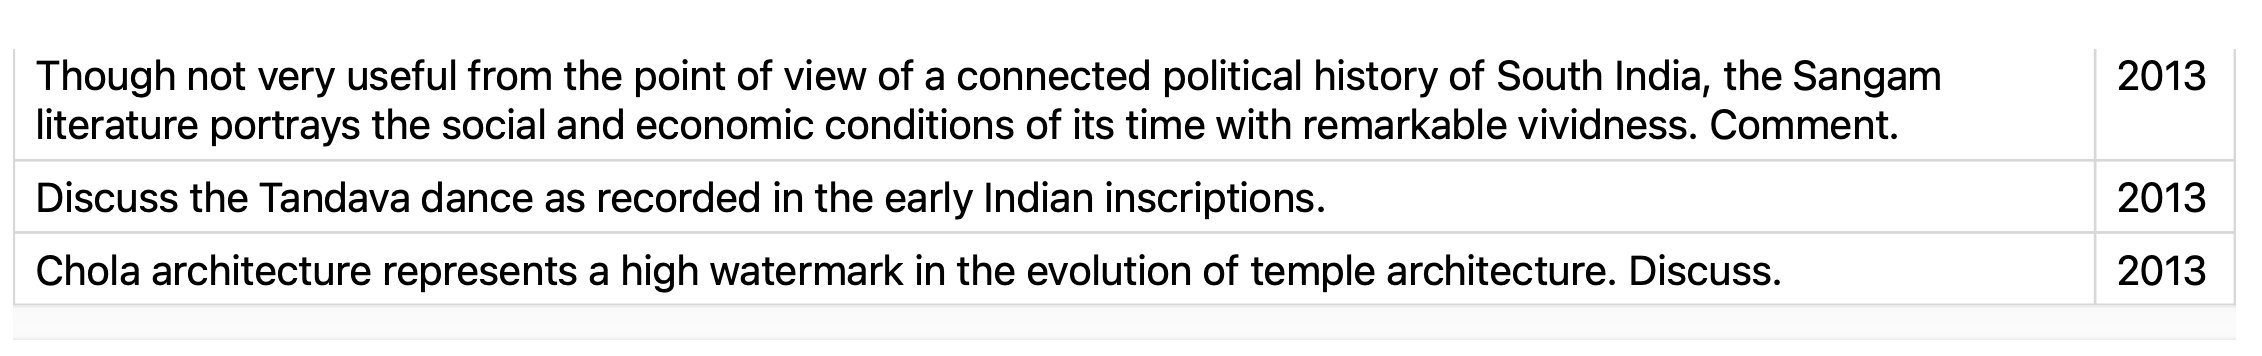 Though not very useful from the point of view of a connected political history of South India, the Sangam 2013
literature portrays the social and economic conditions of its time with remarkable vividness. Comment.
Discuss the Tandava dance as recorded in the early Indian inscriptions. 2013
Chola architecture represents a high watermark in the evolution of temple architecture. Discuss. 2013